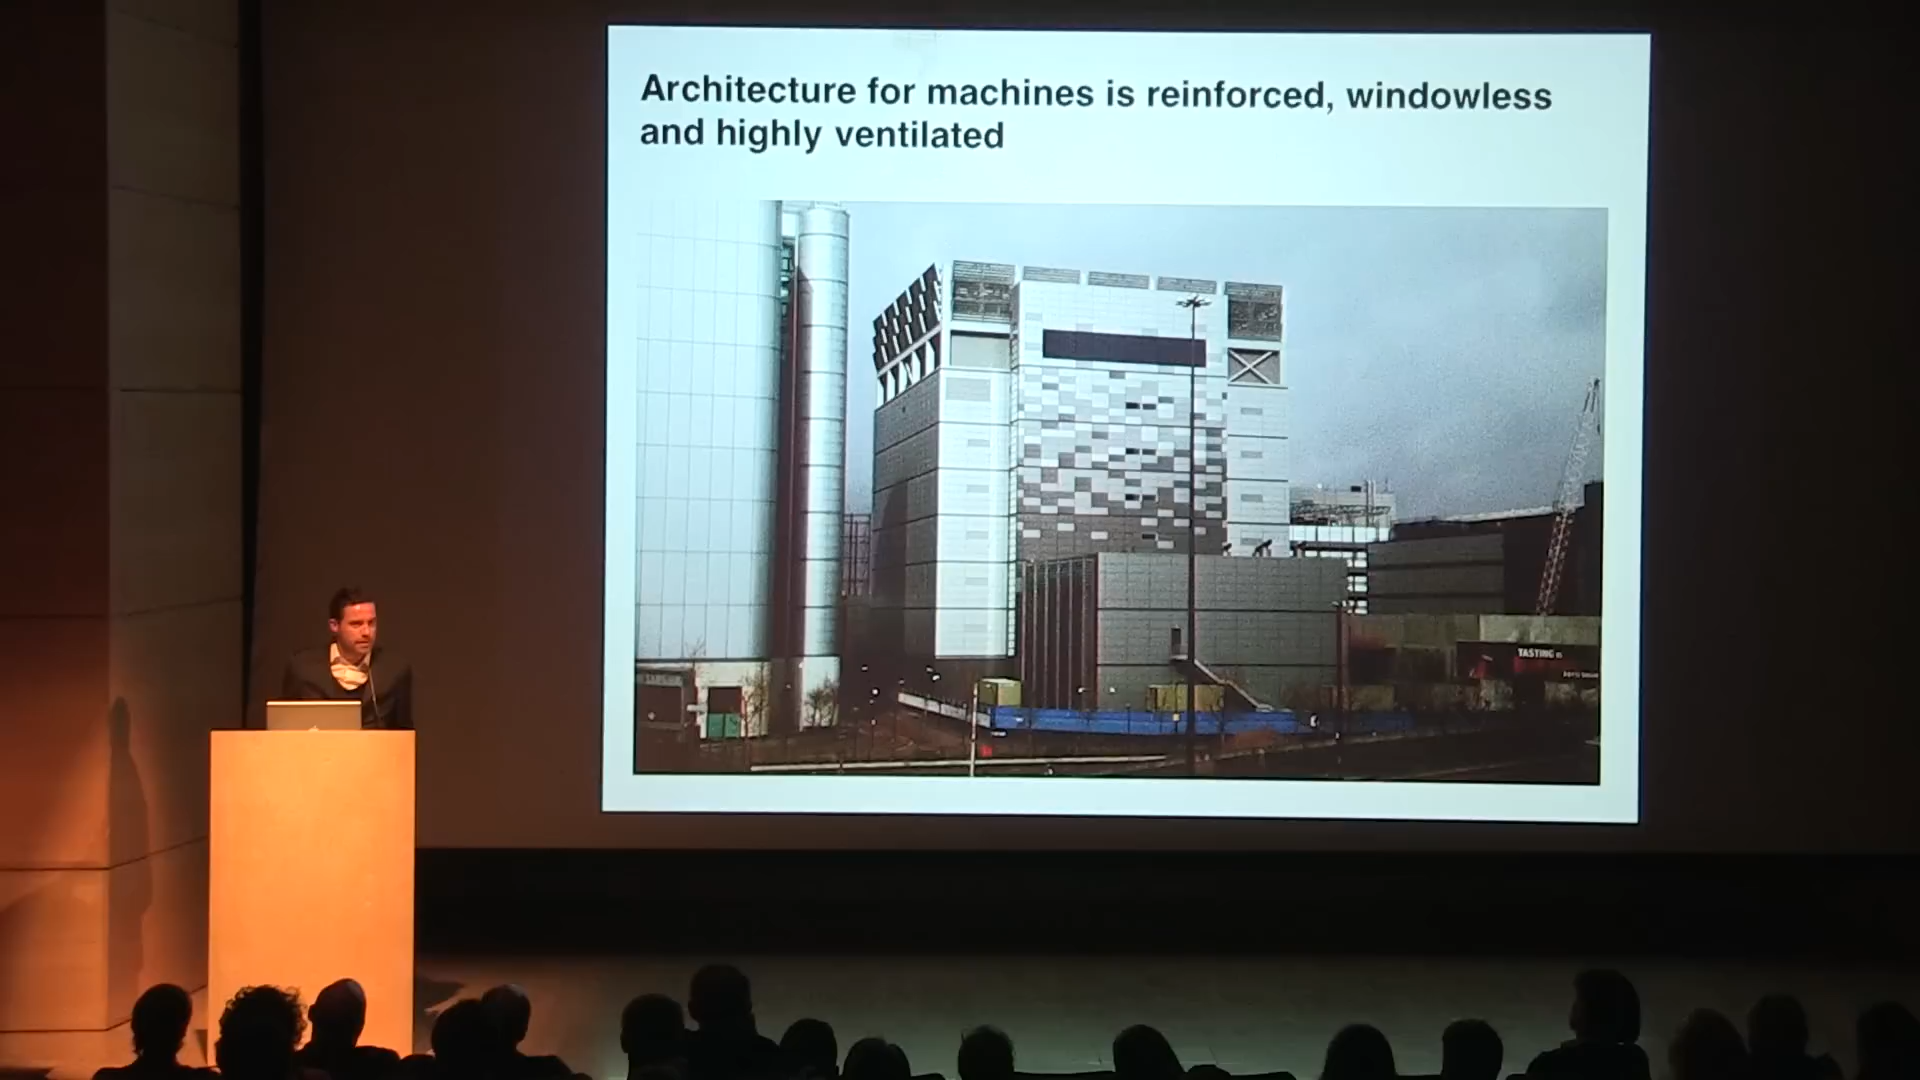 Architecture for machines is reinforced, windowless
and highly ventilated
TASTING